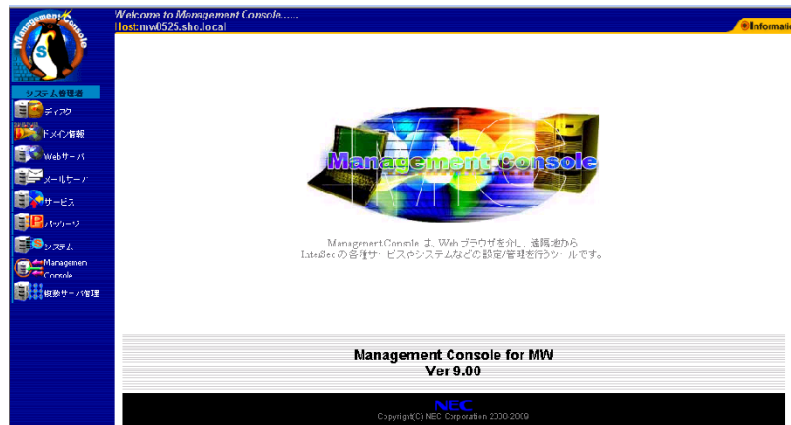 Management Console
Welcome to Management Console......
Host:mw0525.sho.local
Informatio
システム管理者
ディスク
ドメイン情報
Webサーバ
メールサーバ
サービス
パッケージ
システム
Managemen
Console
複数サーバ管理
Management Console
Management Console は、Web ブラウザを介し、遠隔地から
InterSec の各種サービスやシステムなどの設定/管理を行うツールです。
Management Console for MW
Ver 9.00
NEC
Copyright(C) NEC Corporation 2000-2009